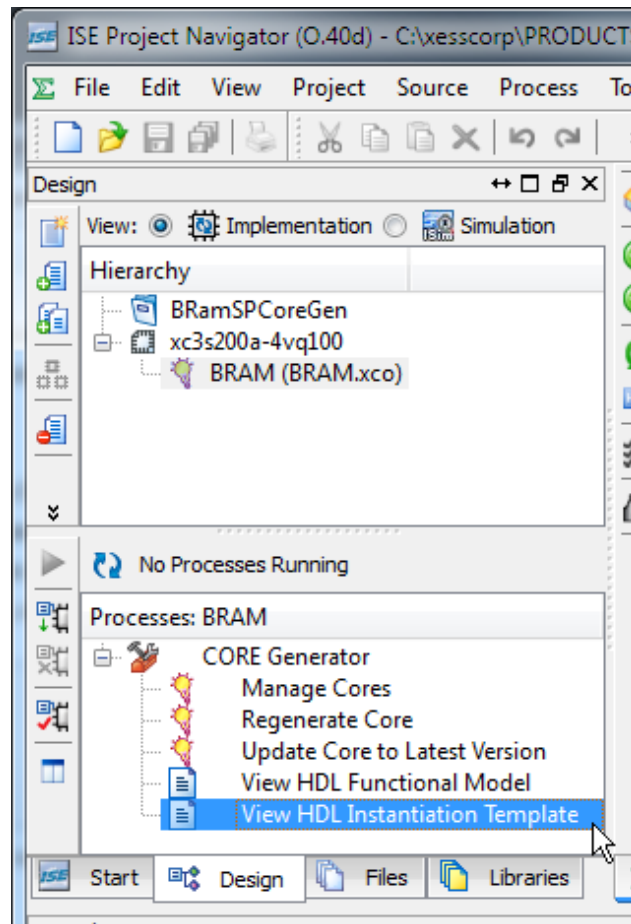 ISE Project Navigator (O.40d) - C:\xesscorp\PRODUCT
File Edit View Project Source Process To
Design
View: Implementation Simulation
Hierarchy
BRamSPCoreGen
xc3s200a-4vq100
BRAM (BRAM.xco)
No Processes Running
Processes: BRAM
CORE Generator
Manage Cores
Regenerate Core
Update Core to Latest Version
View HDL Functional Model
View HDL Instantiation Template
Start Design Files Libraries